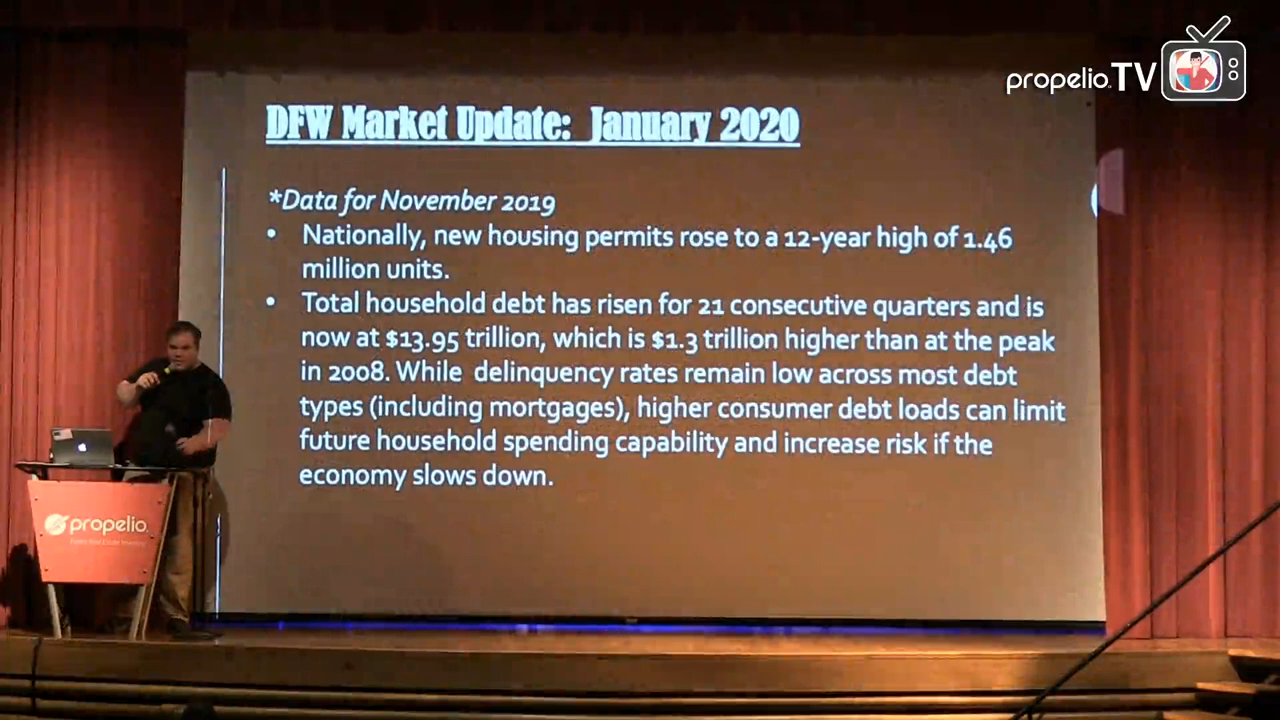 propelio.TV
DFW Market Update: January 2020
*Data for November 2019
• Nationally, new housing permits rose to a 12-year high of 1.46
million units.
• Total household debt has risen for 21 consecutive quarters and is
now at $13.95 trillion, which is $1.3 trillion higher than at the peak
in 2008. While delinquency rates remain low across most debt
types (including mortgages), higher consumer debt loads can limit
future household spending capability and increase risk if the
economy slows down.
propelio.